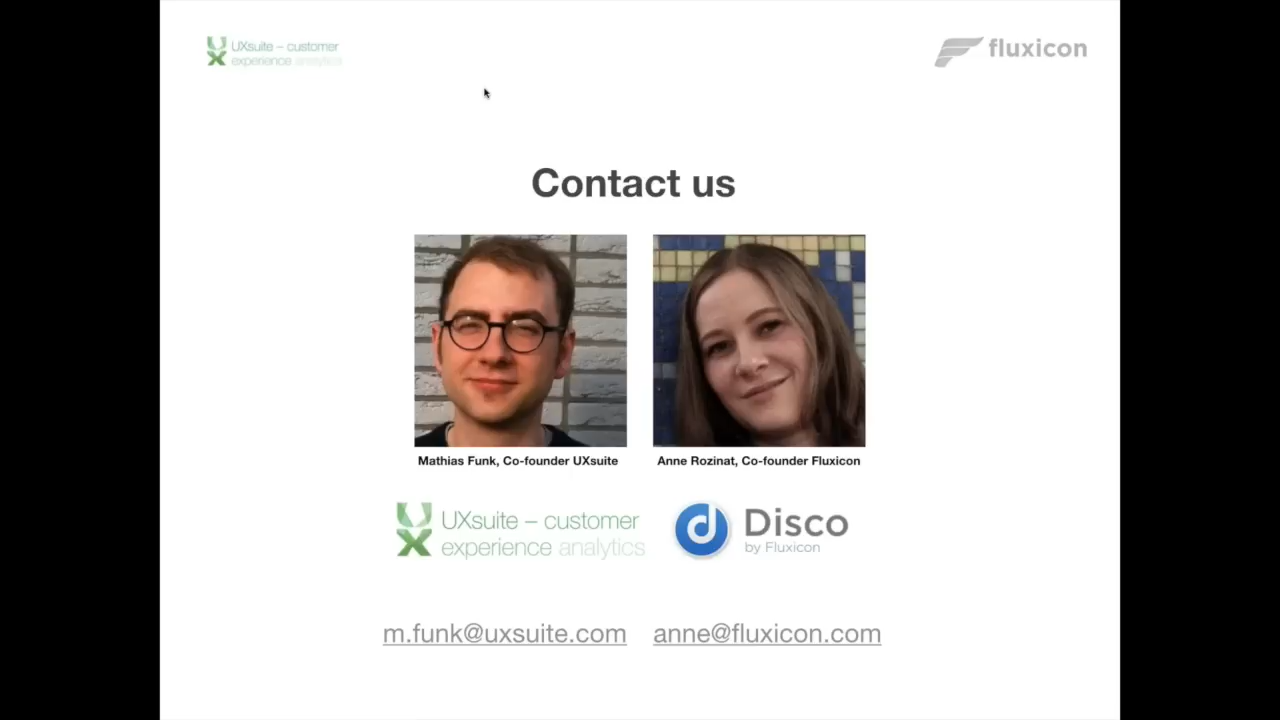 UXsuite – customer
experience analytics
fluxicon
Contact us
Mathias Funk, Co-founder UXsuite
Anne Rozinat, Co-founder Fluxicon
UXsuite – customer
experience analytics
Disco
by Fluxicon
m.funk@uxsuite.com
anne@fluxicon.com